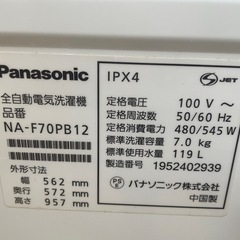 Panasonic
全自動電気洗濯機
品番
NA-F70PB12
外形寸法
幅 562 mm
奥行 572 mm
高さ 957 mm
IPX4
JET
定格電圧 100 V～
定格周波数 50/60 Hz
定格消費電力 480/545 W
標準洗濯容量 7.0 kg
標準使用水量 119 L
製造番号 1952402939
PS E
パナソニック株式会社
中国製